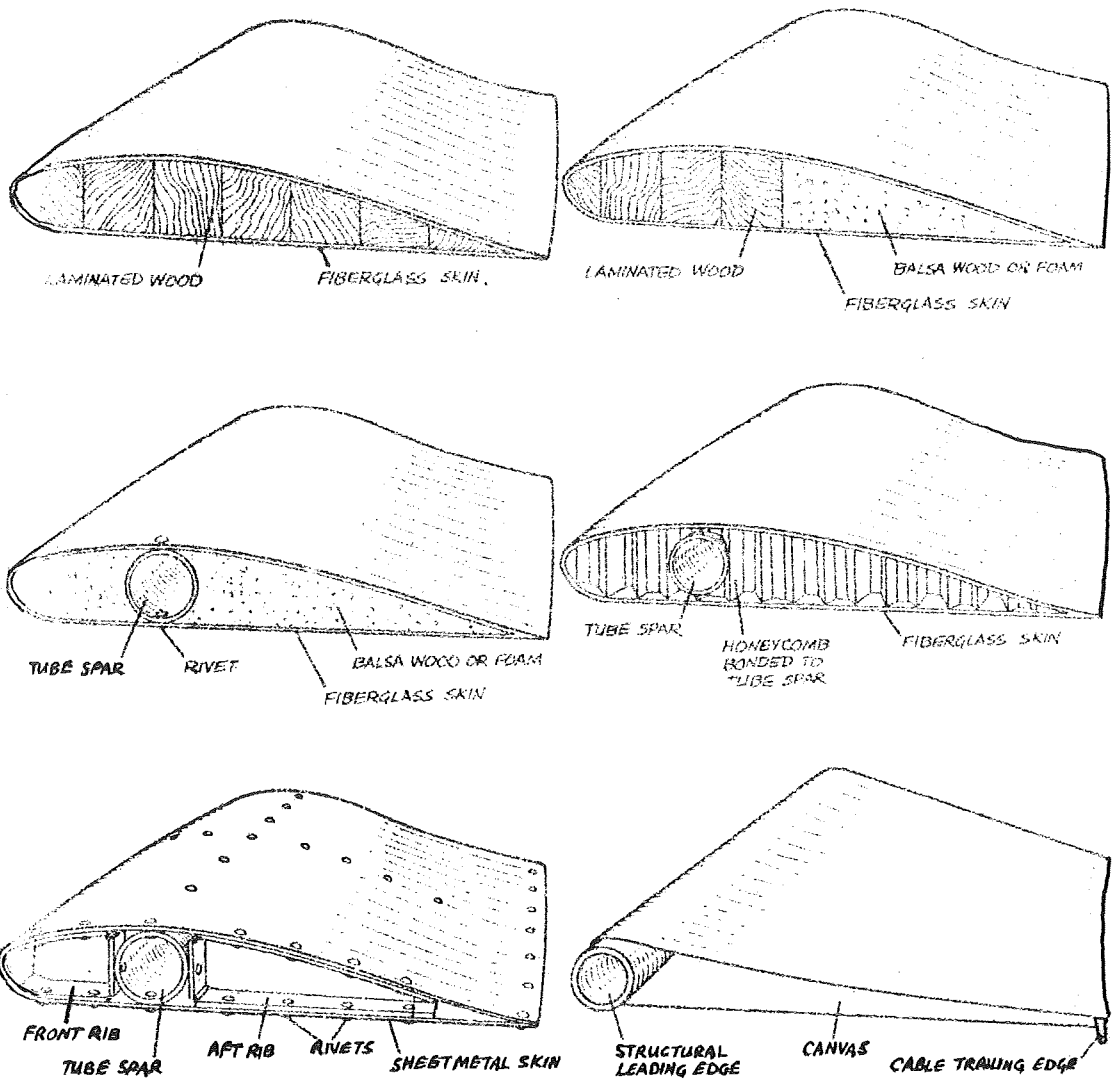 LAMINATED WOOD
FIBERGLASS SKIN.
LAMINATED WOOD
BALSA WOOD OR FOAM
FIBERGLASS SKIN
TUBE SPAR
RIVET
BALSA WOOD OR FOAM
FIBERGLASS SKIN
TUBE SPAR
HONEYCOMB
BONDED TO
TUBE SPAR
FIBERGLASS SKIN
FRONT RIB
TUBE SPAR
AFT RIB
RIVETS
SHEETMETAL SKIN
STRUCTURAL
LEADING EDGE
CANVAS
CABLE TRAILING EDGE